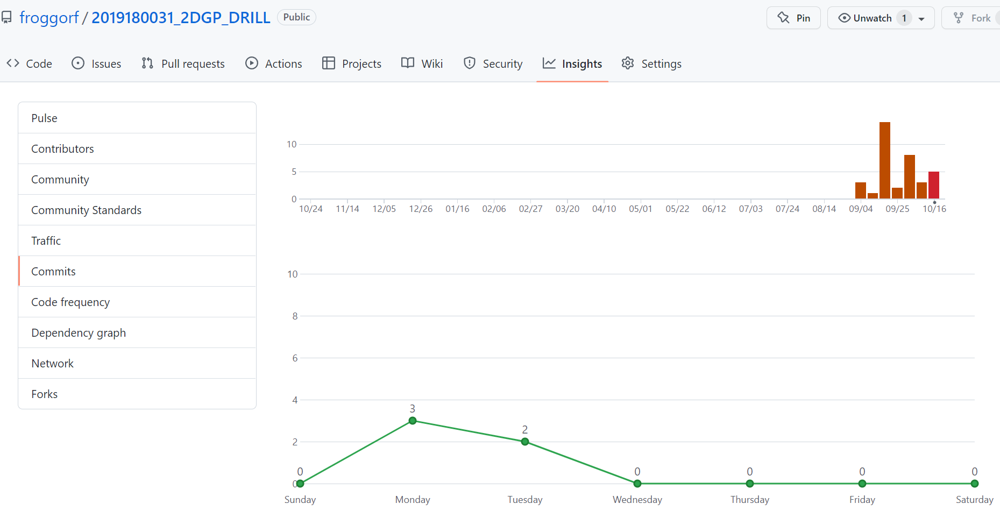 froggorf / 2019180031_2DGP_DRILL Public Pin Unwatch 1 Fork
Code Issues Pull requests Actions Projects Wiki Security Insights Settings
Pulse
Contributors
Community
Community Standards
Traffic
Commits
Code frequency
Dependency graph
Network
Forks
10
5
0
10/24 11/14 12/05 12/26 01/16 02/06 02/27 03/20 04/10 05/01 05/22 06/12 07/03 07/24 08/14 09/04 09/25 10/16
10
8
6
4
3
2
2
0 0 0 0 0
0
Sunday Monday Tuesday Wednesday Thursday Friday Saturday